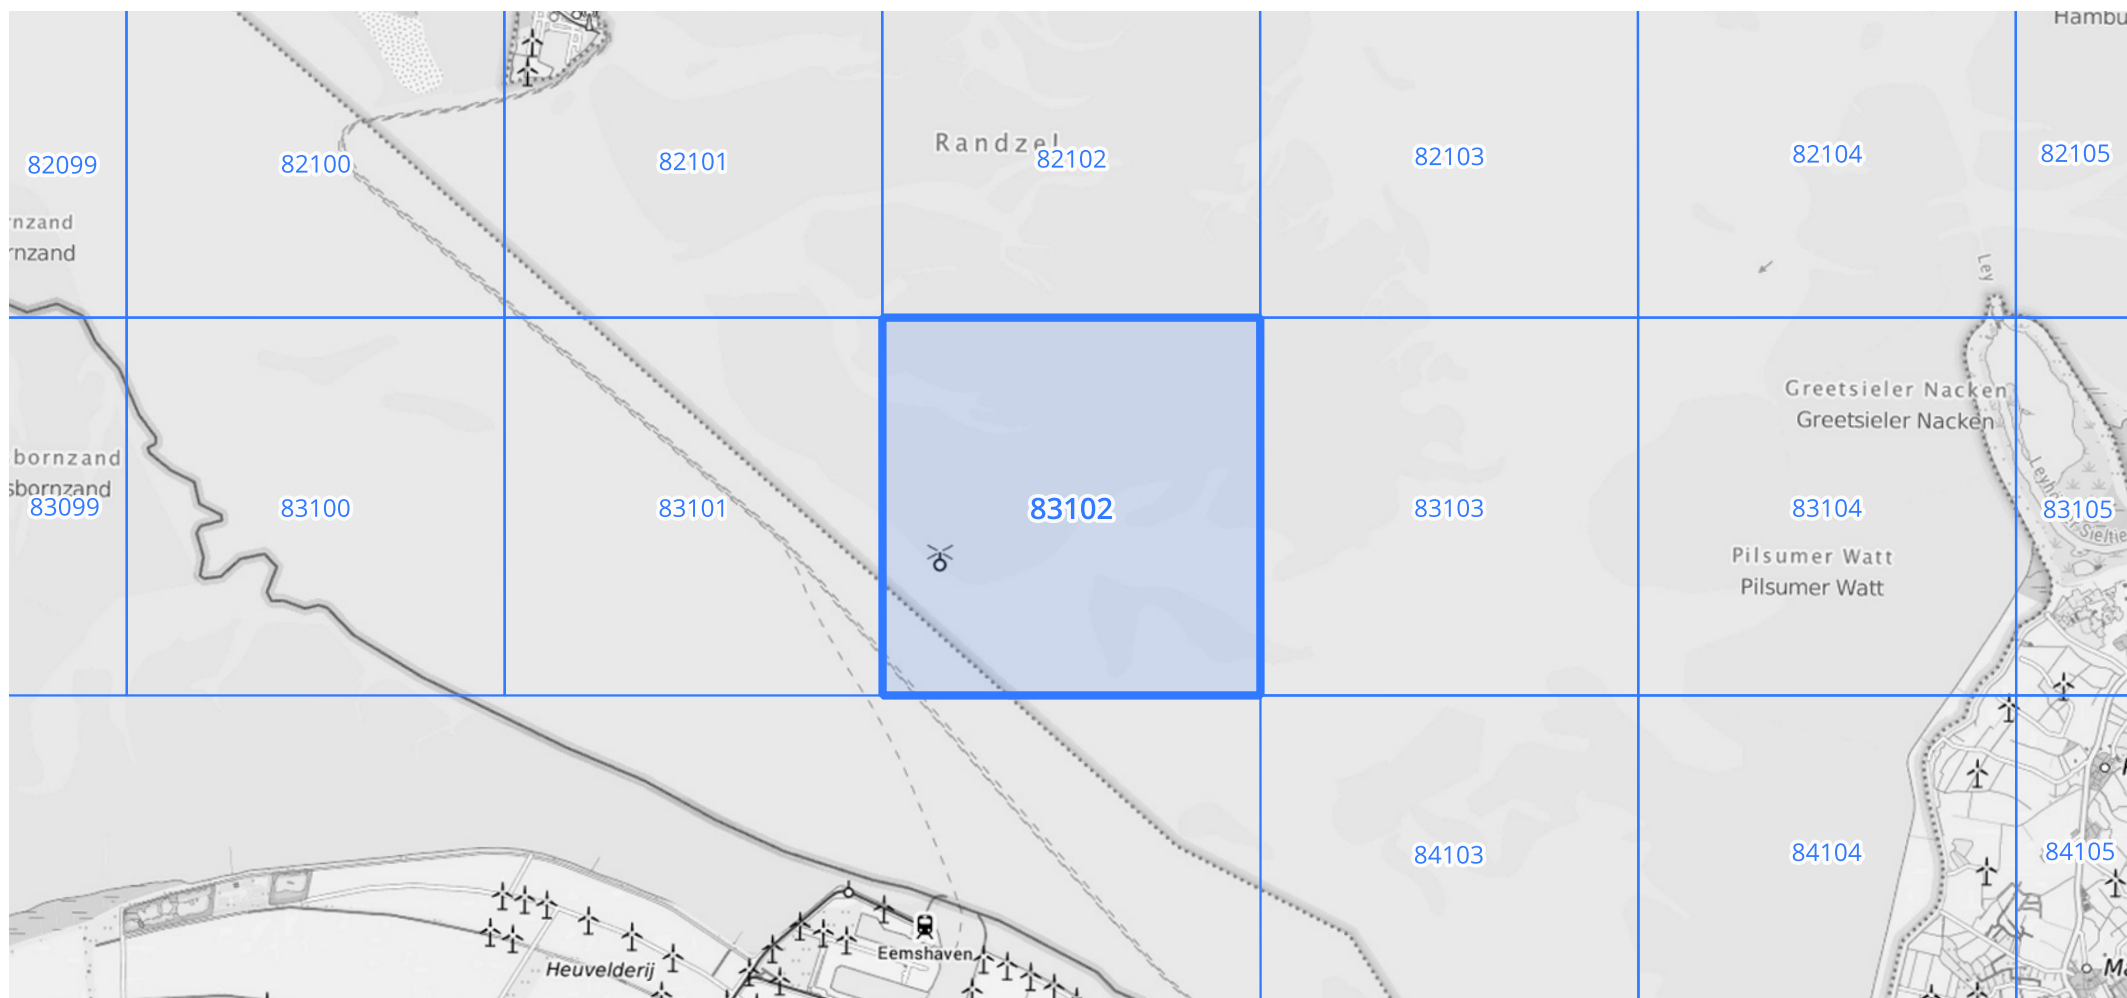 Hambu
Randzel
82099
82100
82101
82102
82103
82104
82105
rnzand
rnzand
Ley
Greetsieler Nacken
Greetsieler Nacken
bornzand
sbornzand
83099
83100
83101
83102
83103
83104
83105
Pilsumer Watt
Pilsumer Watt
84103
84104
84105
Eemshaven
Heuvelderij